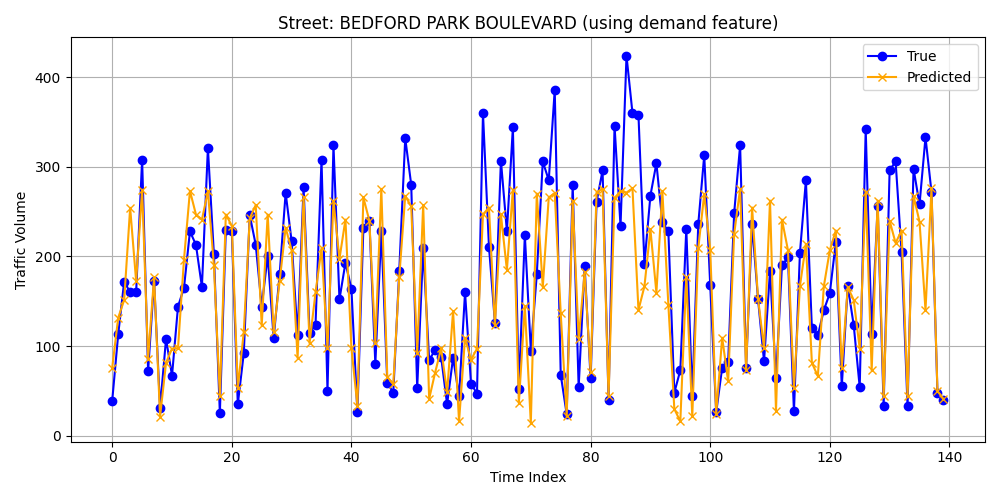 Street: BEDFORD PARK BOULEVARD (using demand feature)
True
Predicted
Traffic Volume
400
300
200
100
0
0 20 40 60 80 100 120 140
Time Index